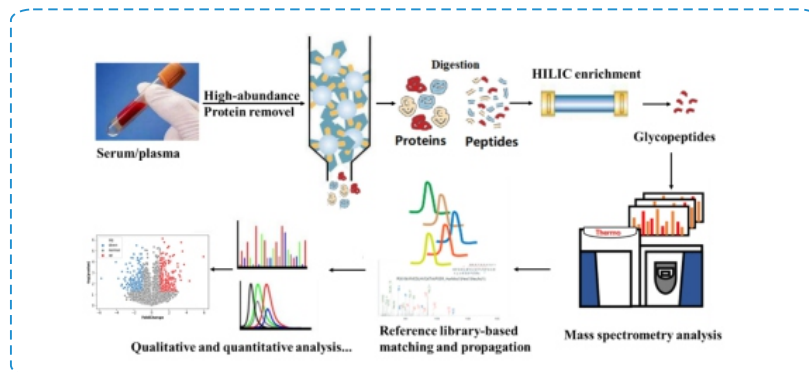 High-abundance
Protein removel
Serum/plasma
Digestion
Proteins
Peptides
HILIC enrichment
Glycopeptides
Thermo
Mass spectrometry analysis
Reference library-based
matching and propagation
Qualitative and quantitative analysis...